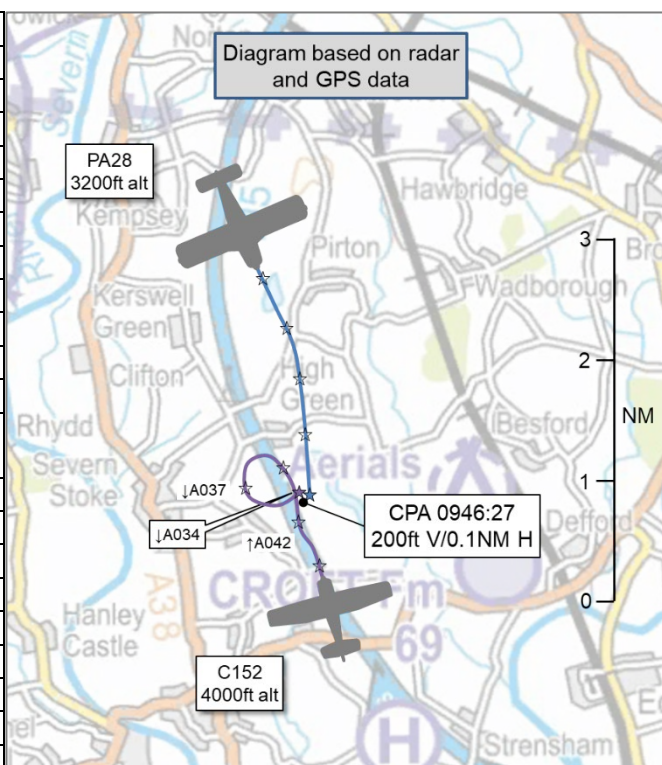 Diagram based on radar
and GPS data
Severn
PA28
3200ft alt
Kempsey
Hawbridge
Pirton
3
Kerswell
Green
Wadborough
2
Clifton
High
Green
NM
Rhydd
Besford
Severn
Stoke
Aerials
1
↓A037
CPA 0946:27
200ft V/0.1NM H
↓A034
↑A042
Defford
A38
CROFT Fm
69
0
Hanley
Castle
C152
4000ft alt
H
Strensham